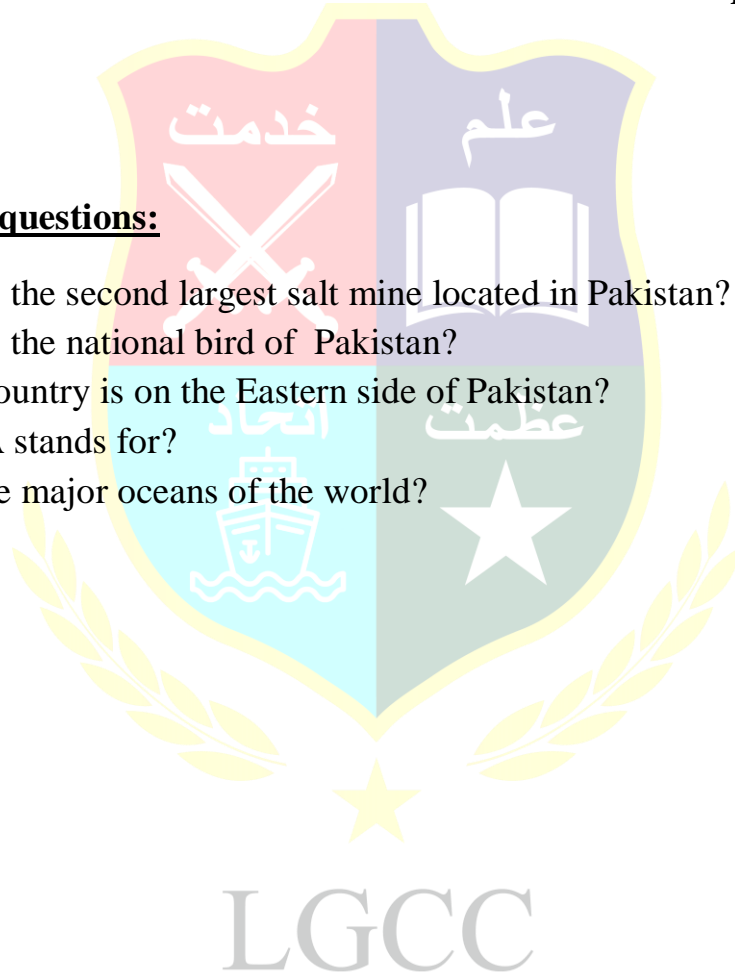 خدمت علم
questions:
the second largest salt mine located in Pakistan?
the national bird of Pakistan?
ountry is on the Eastern side of Pakistan?
stands for?
e major oceans of the world?
اتحاد عظمت
LGCC